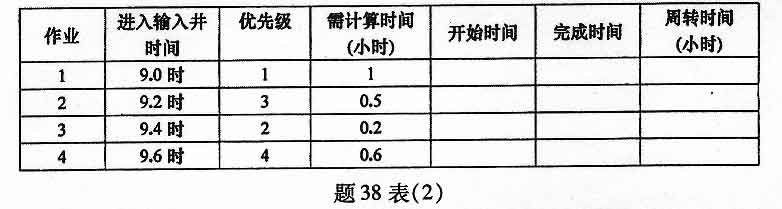 作业 进入输入井时间 优先级 需计算时间(小时) 开始时间 完成时间 周转时间(小时)
1 9.0时 1 1
2 9.2时 3 0.5
3 9.4时 2 0.2
4 9.6时 4 0.6
题38表(2)